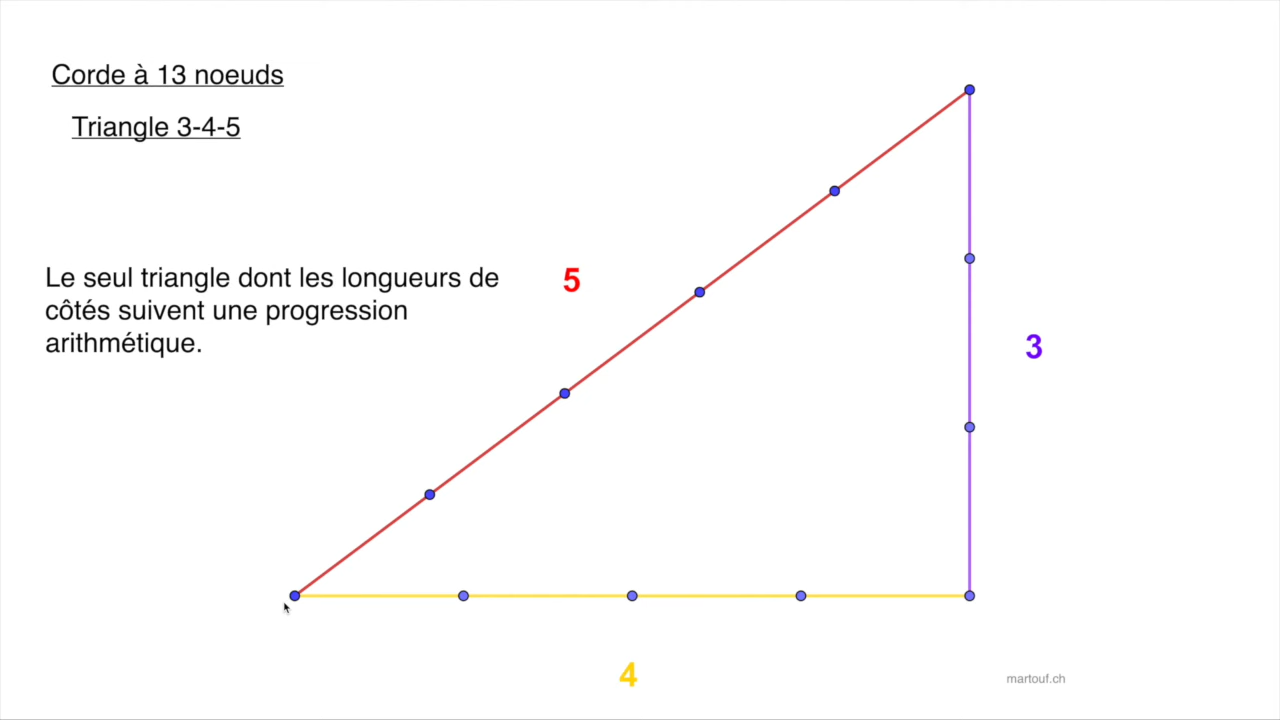 Corde à 13 noeuds
Triangle 3-4-5
Le seul triangle dont les longueurs de
côtés suivent une progression
arithmétique.
5
3
4
martouf.ch